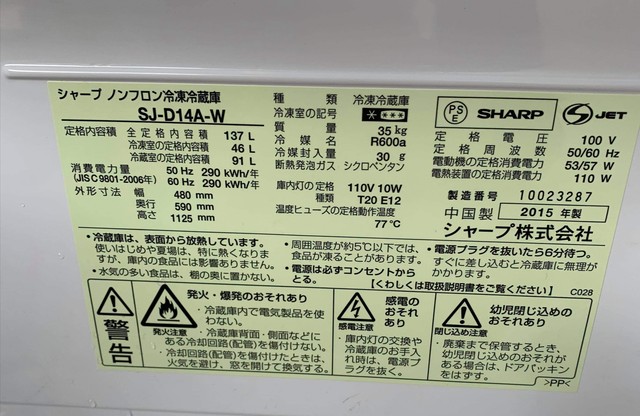 シャープ ノンフロン冷凍冷蔵庫
SJ-D14A-W
定格内容積 全定格内容積 137 L
冷凍室の定格内容積 46 L
冷蔵室の定格内容積 91 L
消費電力量 50 Hz 290 kWh/年
(JIS C 9801-2006年) 60 Hz 290 kWh/年
外形寸法 幅 480 mm
奥行 590 mm
高さ 1125 mm
種類 冷凍冷蔵庫
冷凍室の記号
質量 35 kg
冷媒 R600a
冷媒封入量 30 g
断熱発泡ガス シクロペンタン
庫内灯の定格 110V 10W
T20 E12
温度ヒューズの定格動作温度
77 ℃
PS
E
SHARP
JET
定格電圧 100 V
定格周波数 50/60 Hz
電動機の定格消費電力 53/57 W
電熱装置の定格消費電力 110 W
製造番号 10023287
中国製 2015 年製
シャープ株式会社
•冷蔵庫は、表面から放熱しています。
使いはじめや夏場は、特に熱くなりま
すが、庫内の食品には影響ありません。
•水気の多い食品は、棚の奥に置かない。
•周囲温度が約5℃以下では、
食品が凍ることがあります。
•電源は必ずコンセントから
とる。
•電源プラグを抜いたら6分待つ。
すぐに差し込むと冷蔵庫に無理が
かかります。
【くわしくは取扱説明書をご覧ください】
C028
警告
発火注意
発火・爆発のおそれあり
•冷蔵庫内で電気製品を使
わない。
•冷蔵庫背面・側面などに
ある冷却回路(配管)を傷付けない。
•冷却回路(配管)を傷付けたときは、
火気を避け、窓を開けて換気する。
感電注意
感電の
おそれあり
•庫内灯の交換や
冷蔵庫のお手入
れ時は、電源プ
ラグを抜く。
閉じ込め注意
幼児閉じ込めの
おそれあり
•廃棄まで保管するとき、
幼児閉じ込めのおそれが
ある場合は、ドアパッキン
をはずす。
>PP<